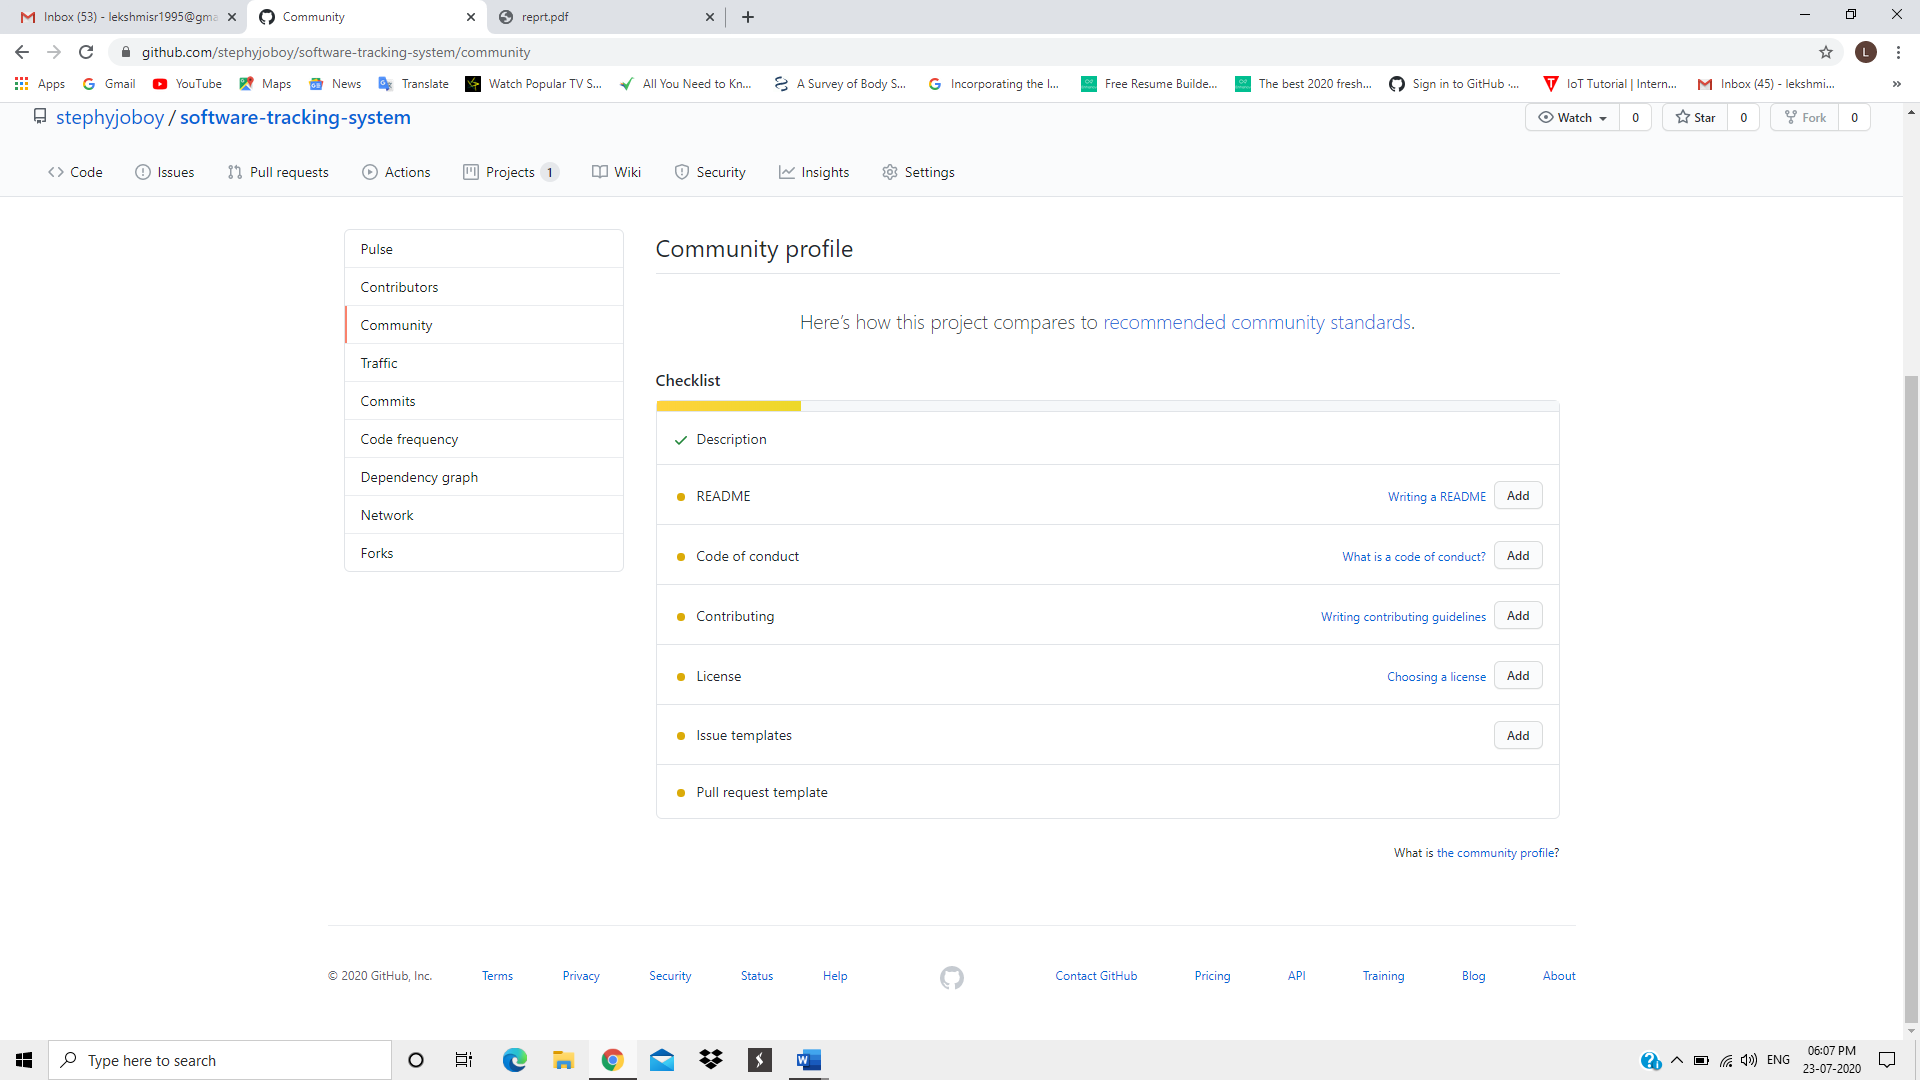 Inbox (53) - lekshmisr1995@gma
Community
reprt.pdf
github.com/stephyjoboy/software-tracking-system/community
L
Apps
Gmail
YouTube
Maps
News
Translate
Watch Popular TV S...
All You Need to Kn...
A Survey of Body S...
Incorporating the I...
Free Resume Builde...
The best 2020 fresh...
Sign in to GitHub ·...
IoT Tutorial | Intern...
Inbox (45) - lekshmi...
»
stephyjoboy / software-tracking-system
Watch 0
Star 0
Fork 0
Code
Issues
Pull requests
Actions
Projects 1
Wiki
Security
Insights
Settings
Pulse
Contributors
Community
Traffic
Commits
Code frequency
Dependency graph
Network
Forks
Community profile
Here's how this project compares to recommended community standards.
Checklist
Description
README Writing a README Add
Code of conduct What is a code of conduct? Add
Contributing Writing contributing guidelines Add
License Choosing a license Add
Issue templates Add
Pull request template
What is the community profile?
© 2020 GitHub, Inc. Terms Privacy Security Status Help Contact GitHub Pricing API Training Blog About
Type here to search
ENG
06:07 PM
23-07-2020